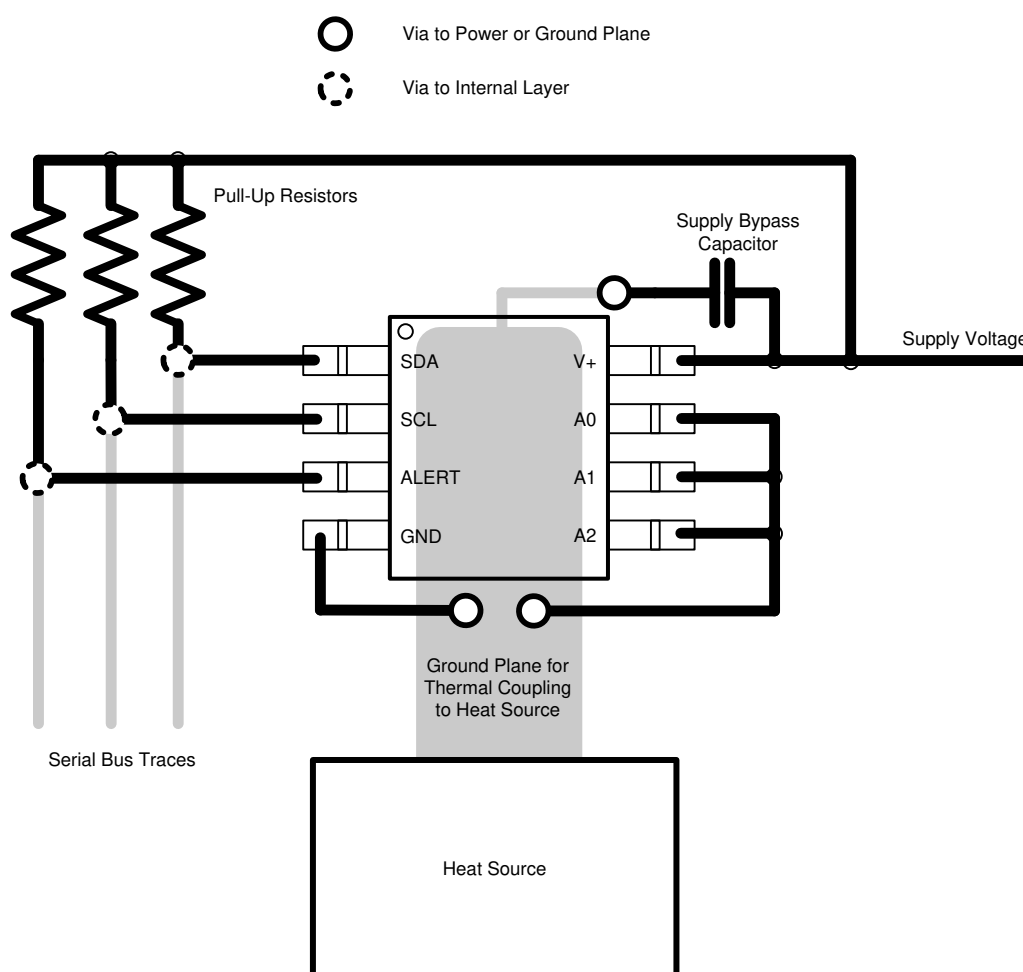 Via to Power or Ground Plane
Via to Internal Layer
Pull-Up Resistors
Supply Bypass
Capacitor
Supply Voltage
SDA
V+
SCL
A0
ALERT
A1
GND
A2
Ground Plane for
Thermal Coupling
to Heat Source
Serial Bus Traces
Heat Source